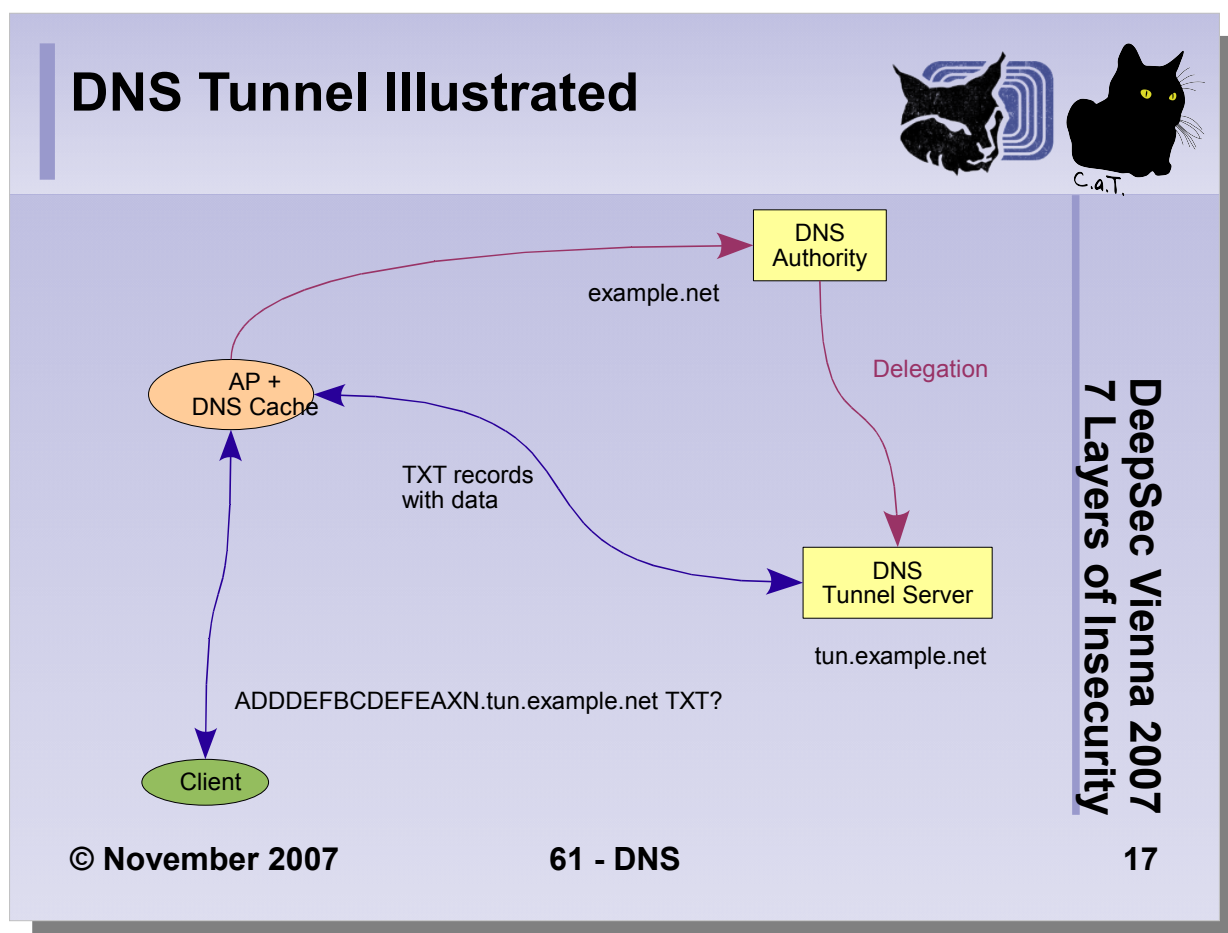 DNS Tunnel Illustrated
C.a.T.
DNS
Authority
example.net
Delegation
AP +
DNS Cache
TXT records
with data
DNS
Tunnel Server
tun.example.net
ADDDEFBCDEFEAXN.tun.example.net TXT?
Client
DeepSec Vienna 2007
7 Layers of Insecurity
© November 2007
61 - DNS
17